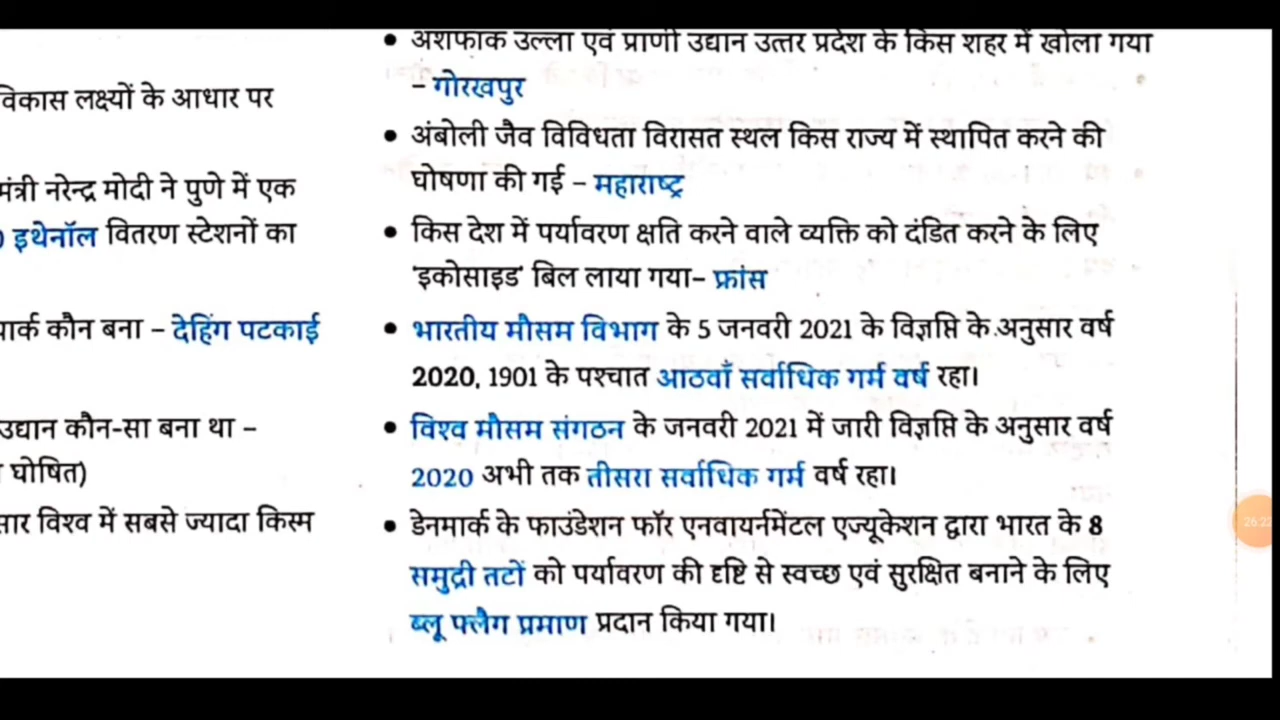 विकास लक्ष्यों के आधार पर
मंत्री नरेन्द्र मोदी ने पुणे में एक
इथेनॉल वितरण स्टेशनों का
पार्क कौन बना – देहिंग पटकाई
उद्यान कौन-सा बना था –
घोषित)
सार विश्व में सबसे ज्यादा किस्म
• अशफाक उल्ला एवं प्राणी उद्यान उत्तर प्रदेश के किस शहर में खोला गया
– गोरखपुर
• अंबोली जैव विविधता विरासत स्थल किस राज्य में स्थापित करने की
घोषणा की गई – महाराष्ट्र
• किस देश में पर्यावरण क्षति करने वाले व्यक्ति को दंडित करने के लिए
'इकोसाइड' बिल लाया गया– फ्रांस
• भारतीय मौसम विभाग के 5 जनवरी 2021 के विज्ञप्ति के अनुसार वर्ष
2020, 1901 के पश्चात आठवाँ सर्वाधिक गर्म वर्ष रहा।
• विश्व मौसम संगठन के जनवरी 2021 में जारी विज्ञप्ति के अनुसार वर्ष
2020 अभी तक तीसरा सर्वाधिक गर्म वर्ष रहा।
• डेनमार्क के फाउंडेशन फॉर एनवायर्नमेंटल एज्यूकेशन द्वारा भारत के 8
समुद्री तटों को पर्यावरण की दृष्टि से स्वच्छ एवं सुरक्षित बनाने के लिए
ब्लू फ्लैग प्रमाण प्रदान किया गया।
26:22